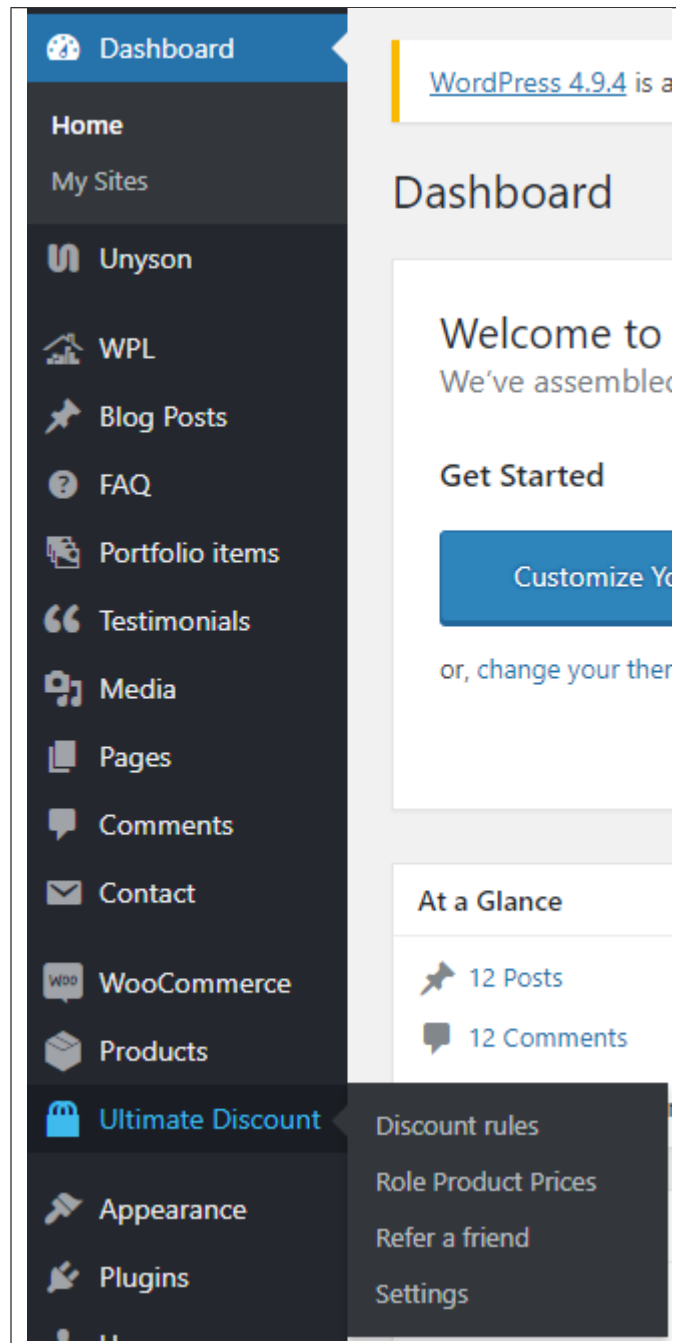 Dashboard
Home
My Sites
Unyson
WPL
Blog Posts
FAQ
Portfolio items
Testimonials
Media
Pages
Comments
Contact
Woo
WooCommerce
Products
Ultimate Discount
Appearance
Plugins
Discount rules
Role Product Prices
Refer a friend
Settings
WordPress 4.9.4 is a
Dashboard
Welcome to
We've assembled
Get Started
Customize Yo
or, change your ther
At a Glance
12 Posts
12 Comments